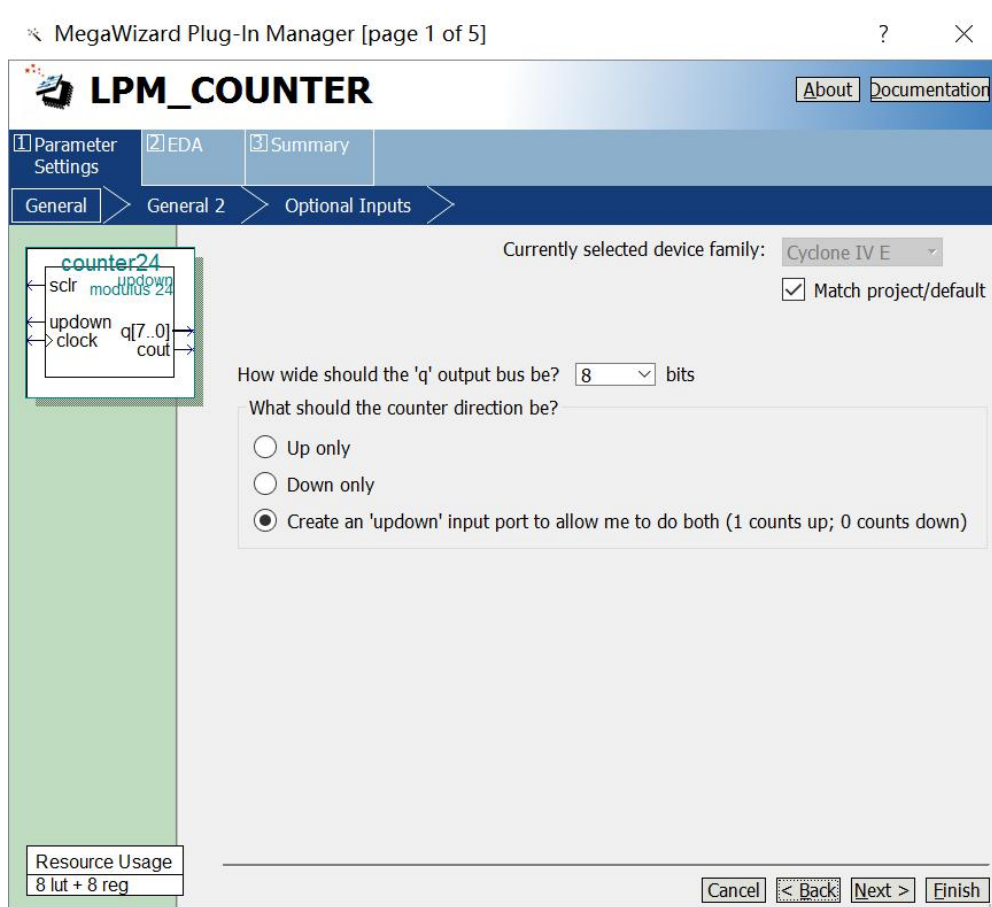 MegaWizard Plug-In Manager [page 1 of 5]
?
LPM_COUNTER
About
Documentation
1 Parameter Settings
2 EDA
3 Summary
General
General 2
Optional Inputs
counter24
sclr
updown
modulus 24
updown
clock
q[7..0]
cout
Currently selected device family:
Cyclone IV E
Match project/default
How wide should the 'q' output bus be? 8 bits
What should the counter direction be?
Up only
Down only
Create an 'updown' input port to allow me to do both (1 counts up; 0 counts down)
Resource Usage
8 lut + 8 reg
Cancel
< Back
Next >
Finish